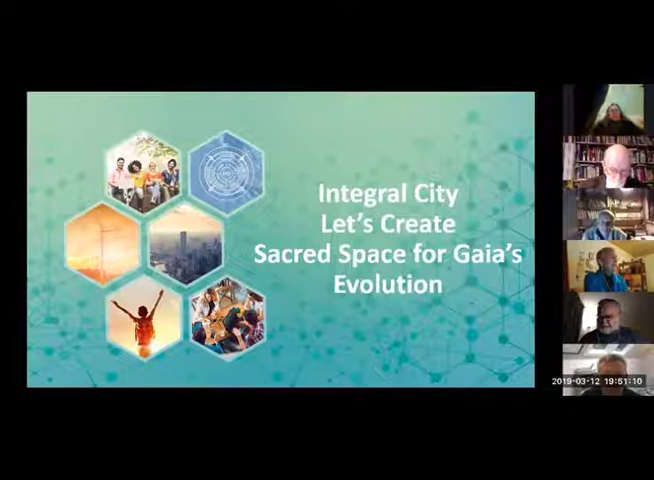 Integral City
Let's Create
Sacred Space for Gaia's
Evolution
2019-03-12 19:51:10